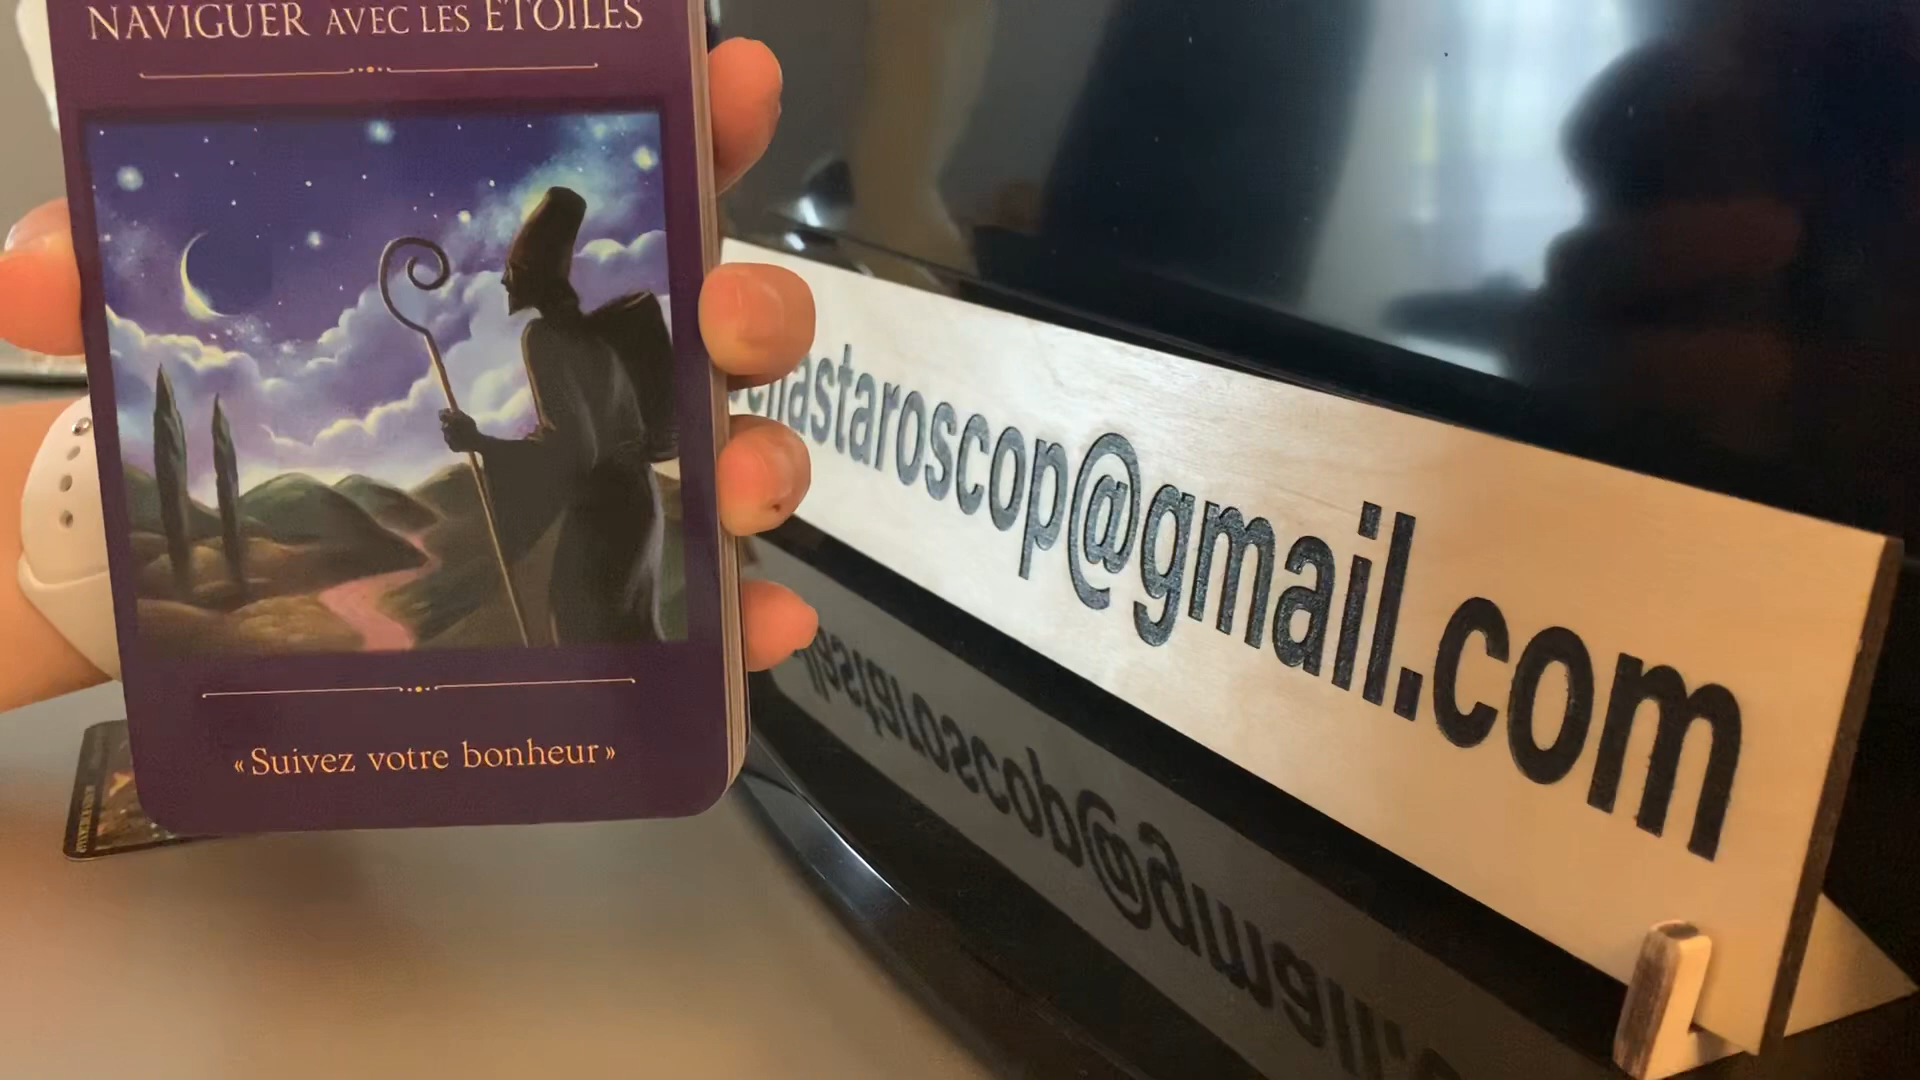 NAVIGUER AVEC LES ÉTOILES
«Suivez votre bonheur»
astaroscop@gmail.com